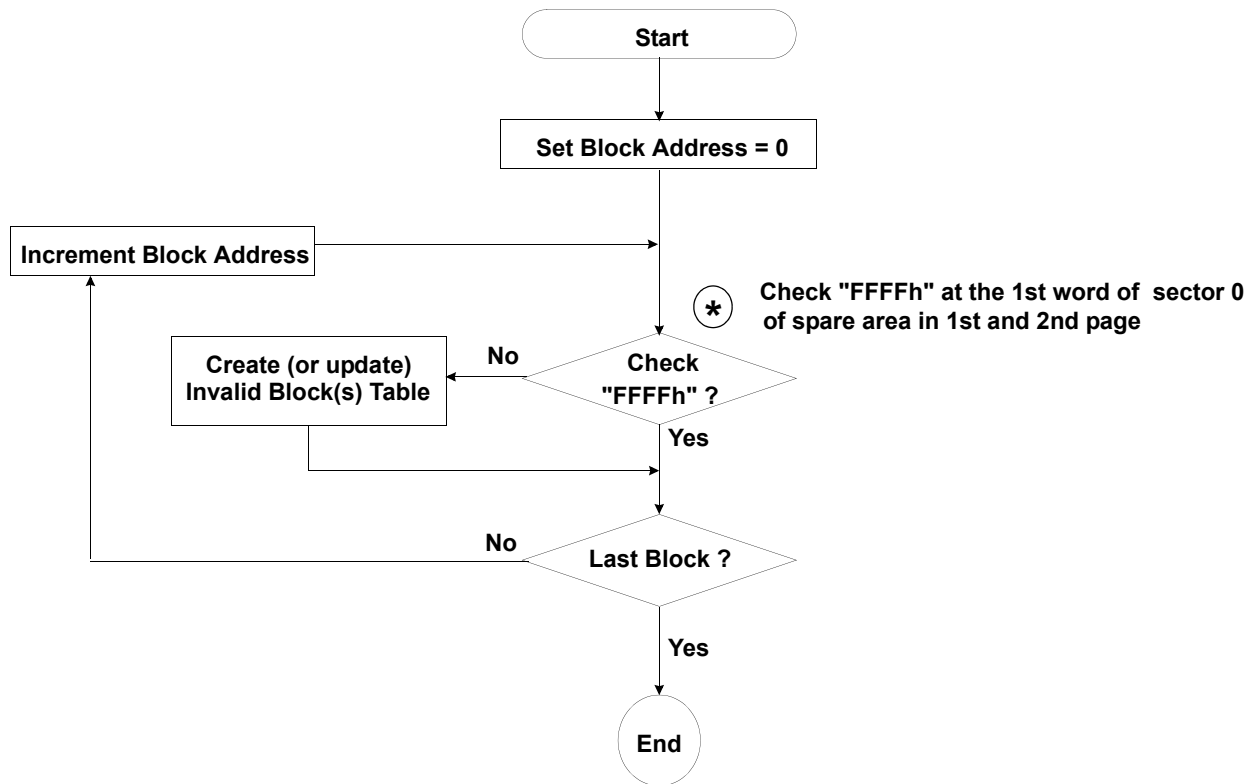 Start
Set Block Address = 0
Increment Block Address
*
Check "FFFFh" at the 1st word of sector 0
of spare area in 1st and 2nd page
No
Create (or update)
Invalid Block(s) Table
Check
"FFFFh" ?
Yes
No
Last Block ?
Yes
End